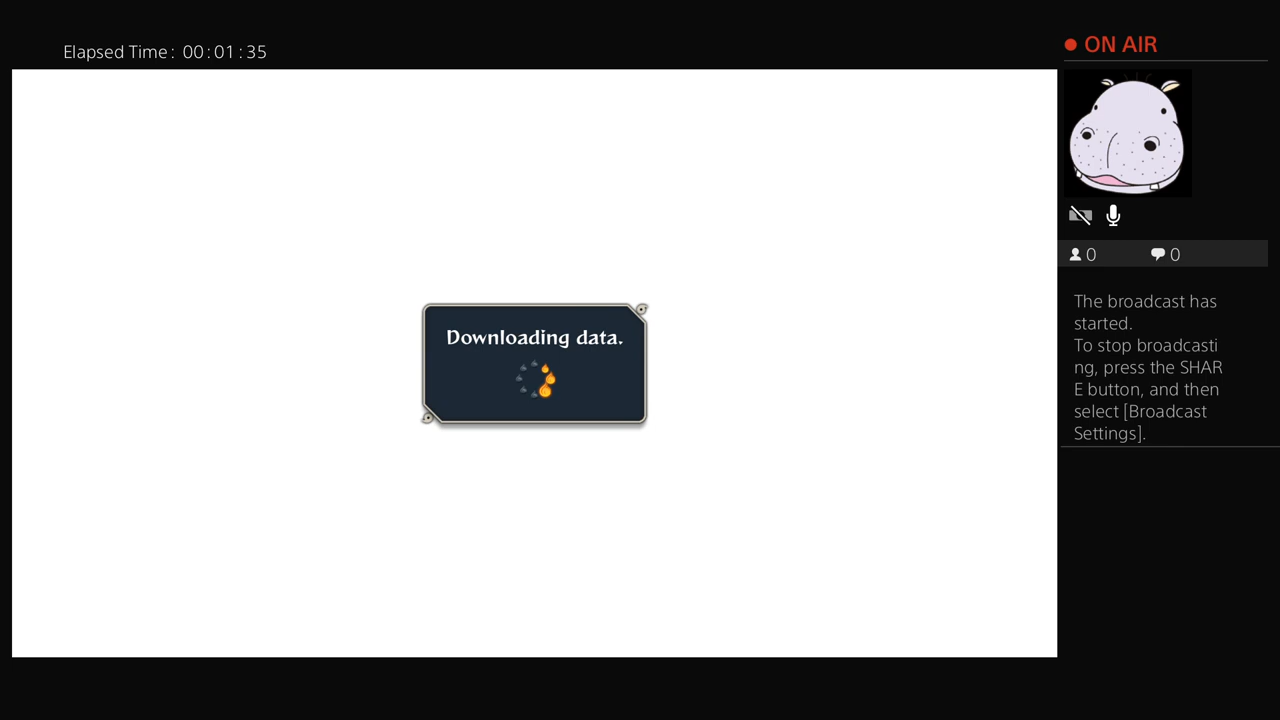 Elapsed Time: 00:01:35
ON AIR
0 0
Downloading data.
The broadcast has
started.
To stop broadcasti
ng, press the SHAR
E button, and then
select [Broadcast
Settings].